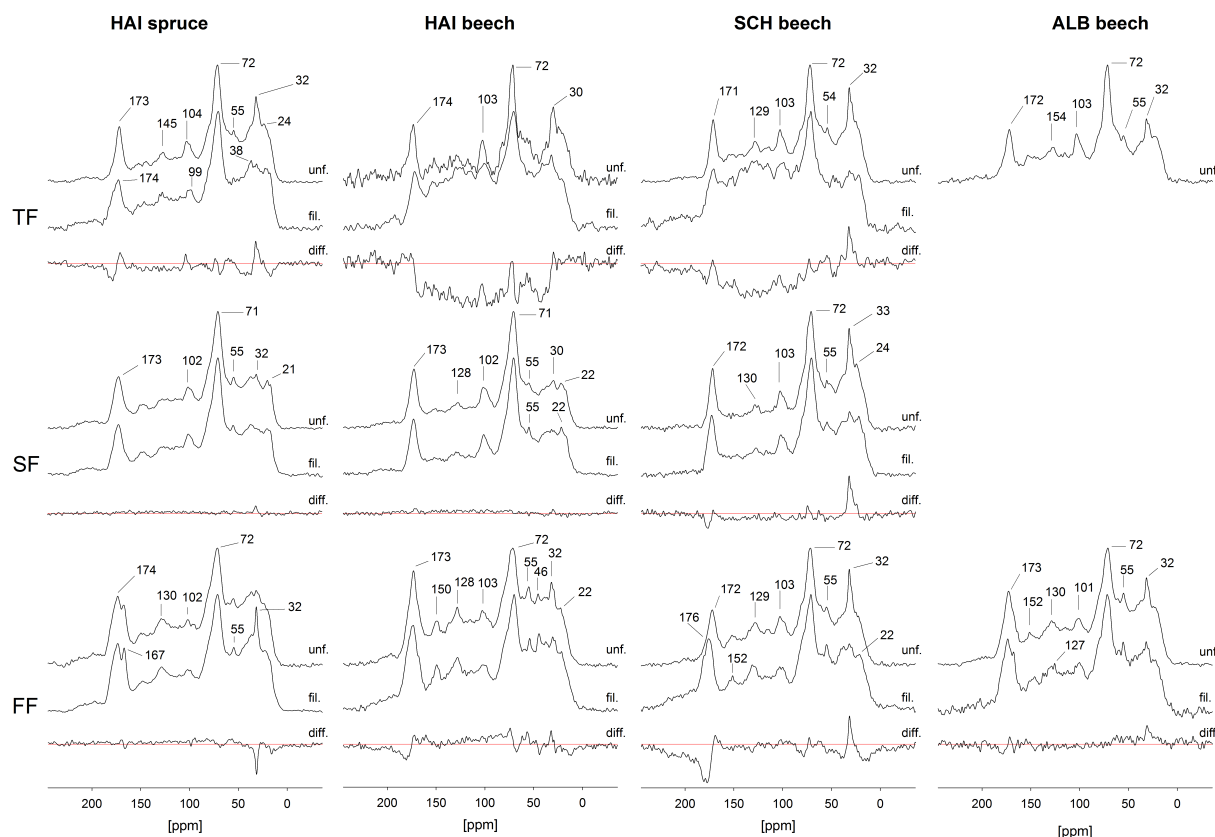 HAI spruce HAI beech SCH beech ALB beech
TF
173 145 104 72 55 32 24
unf.
174 99 38
fil.
diff.
174 103 72 30
unf.
fil.
diff.
171 129 103 72 54 32
unf.
fil.
diff.
172 154 103 72 55 32
unf
SF
173 102 71 55 32 21
unf.
fil.
diff.
173 128 102 71 55 30 22
unf.
55 22
fil.
diff.
172 130 103 72 55 33 24
unf.
fil.
diff.
FF
174 130 102 72
unf.
167 55 32
fil.
diff.
173 150 128 103 72 55 46 32 22
unf.
fil.
diff.
172 129 103 72 55 32
unf.
176 152 22
fil.
diff.
173 152 130 101 72 55 32
unf.
127
fil.
diff.
200 150 100 50 0 200 150 100 50 0 200 150 100 50 0 200 150 100 50 0
[ppm] [ppm] [ppm] [ppm]